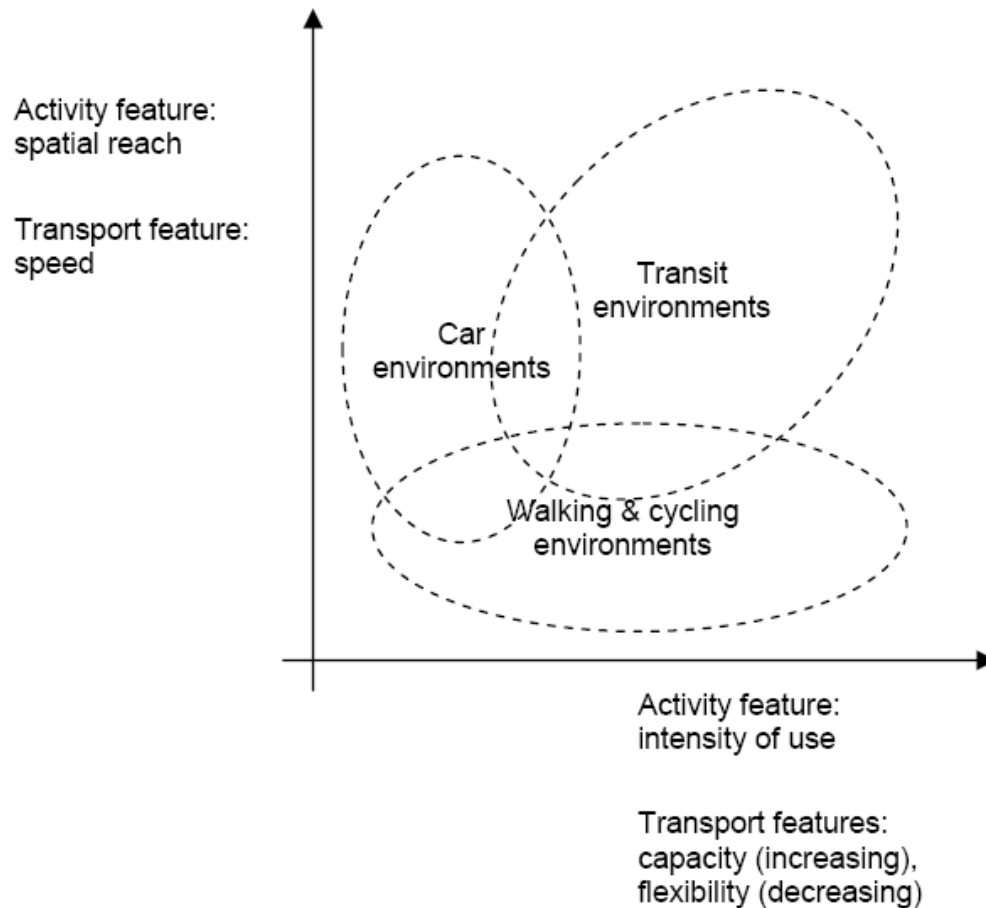 Activity feature:
spatial reach
Transport feature:
speed
Transit
environments
Car
environments
Walking & cycling
environments
Activity feature:
intensity of use
Transport features:
capacity (increasing),
flexibility (decreasing)